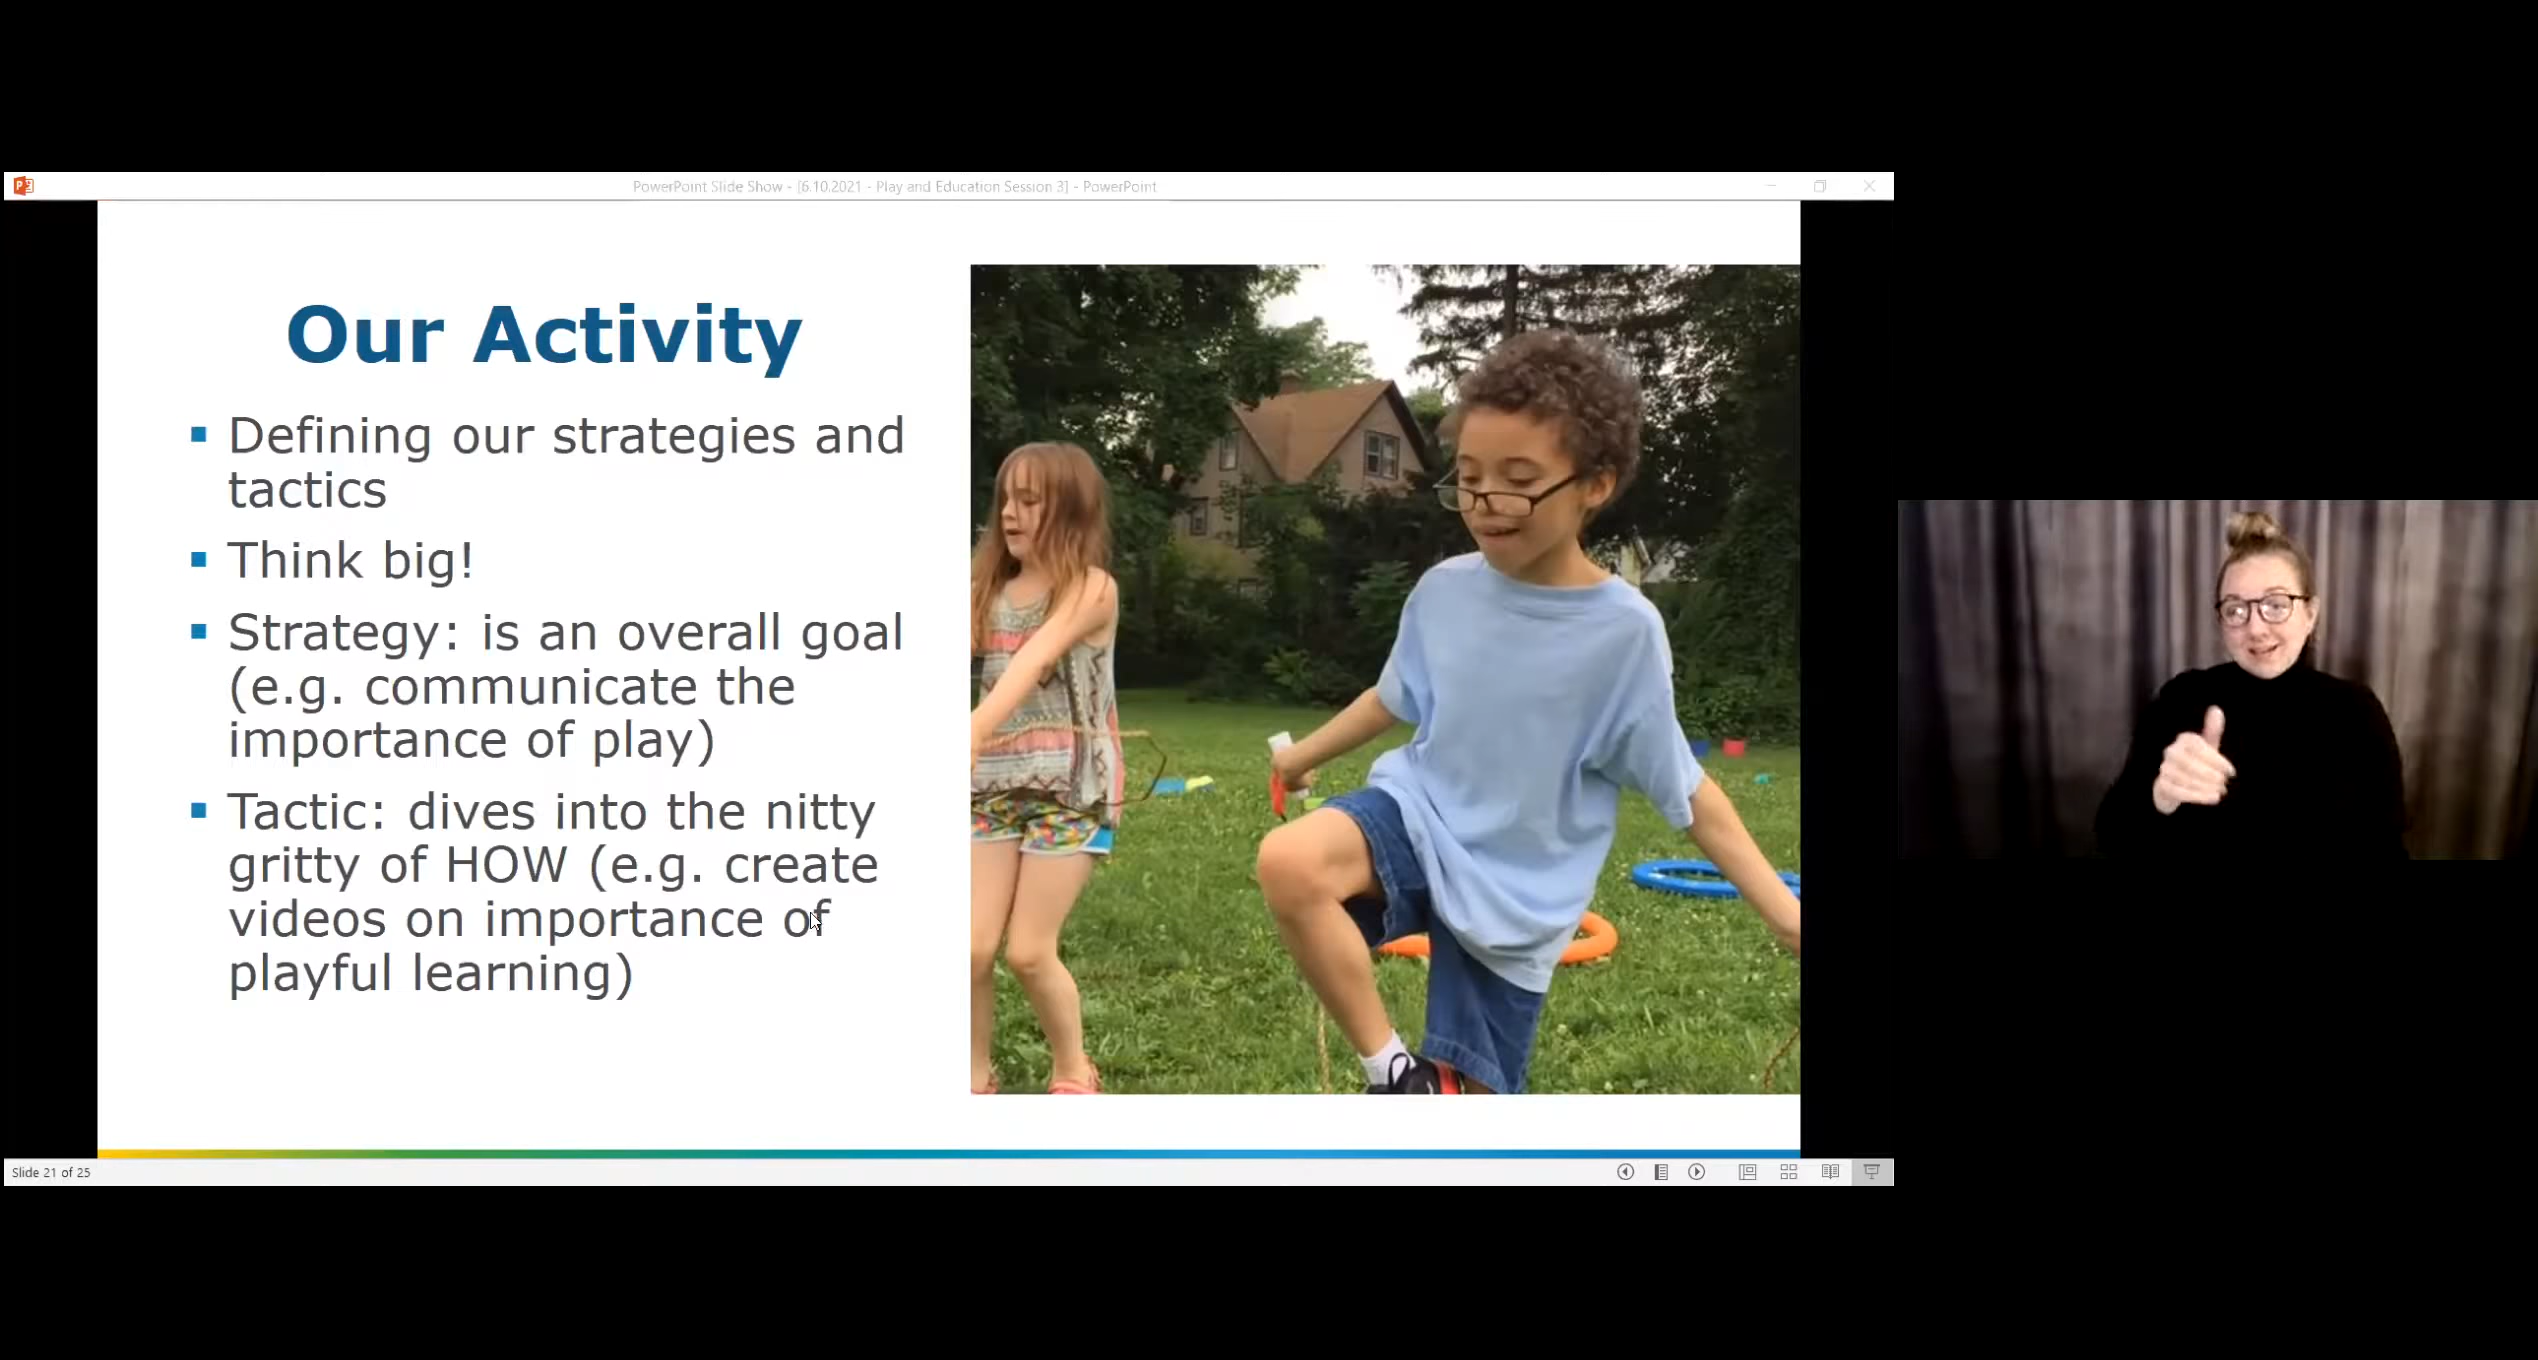 PowerPoint Slide Show - [6.10.2021 - Play and Education Session 3] - PowerPoint
Our Activity
Defining our strategies and
tactics
Think big!
Strategy: is an overall goal
(e.g. communicate the
importance of play)
Tactic: dives into the nitty
gritty of HOW (e.g. create
videos on importance of
playful learning)
Slide 21 of 25